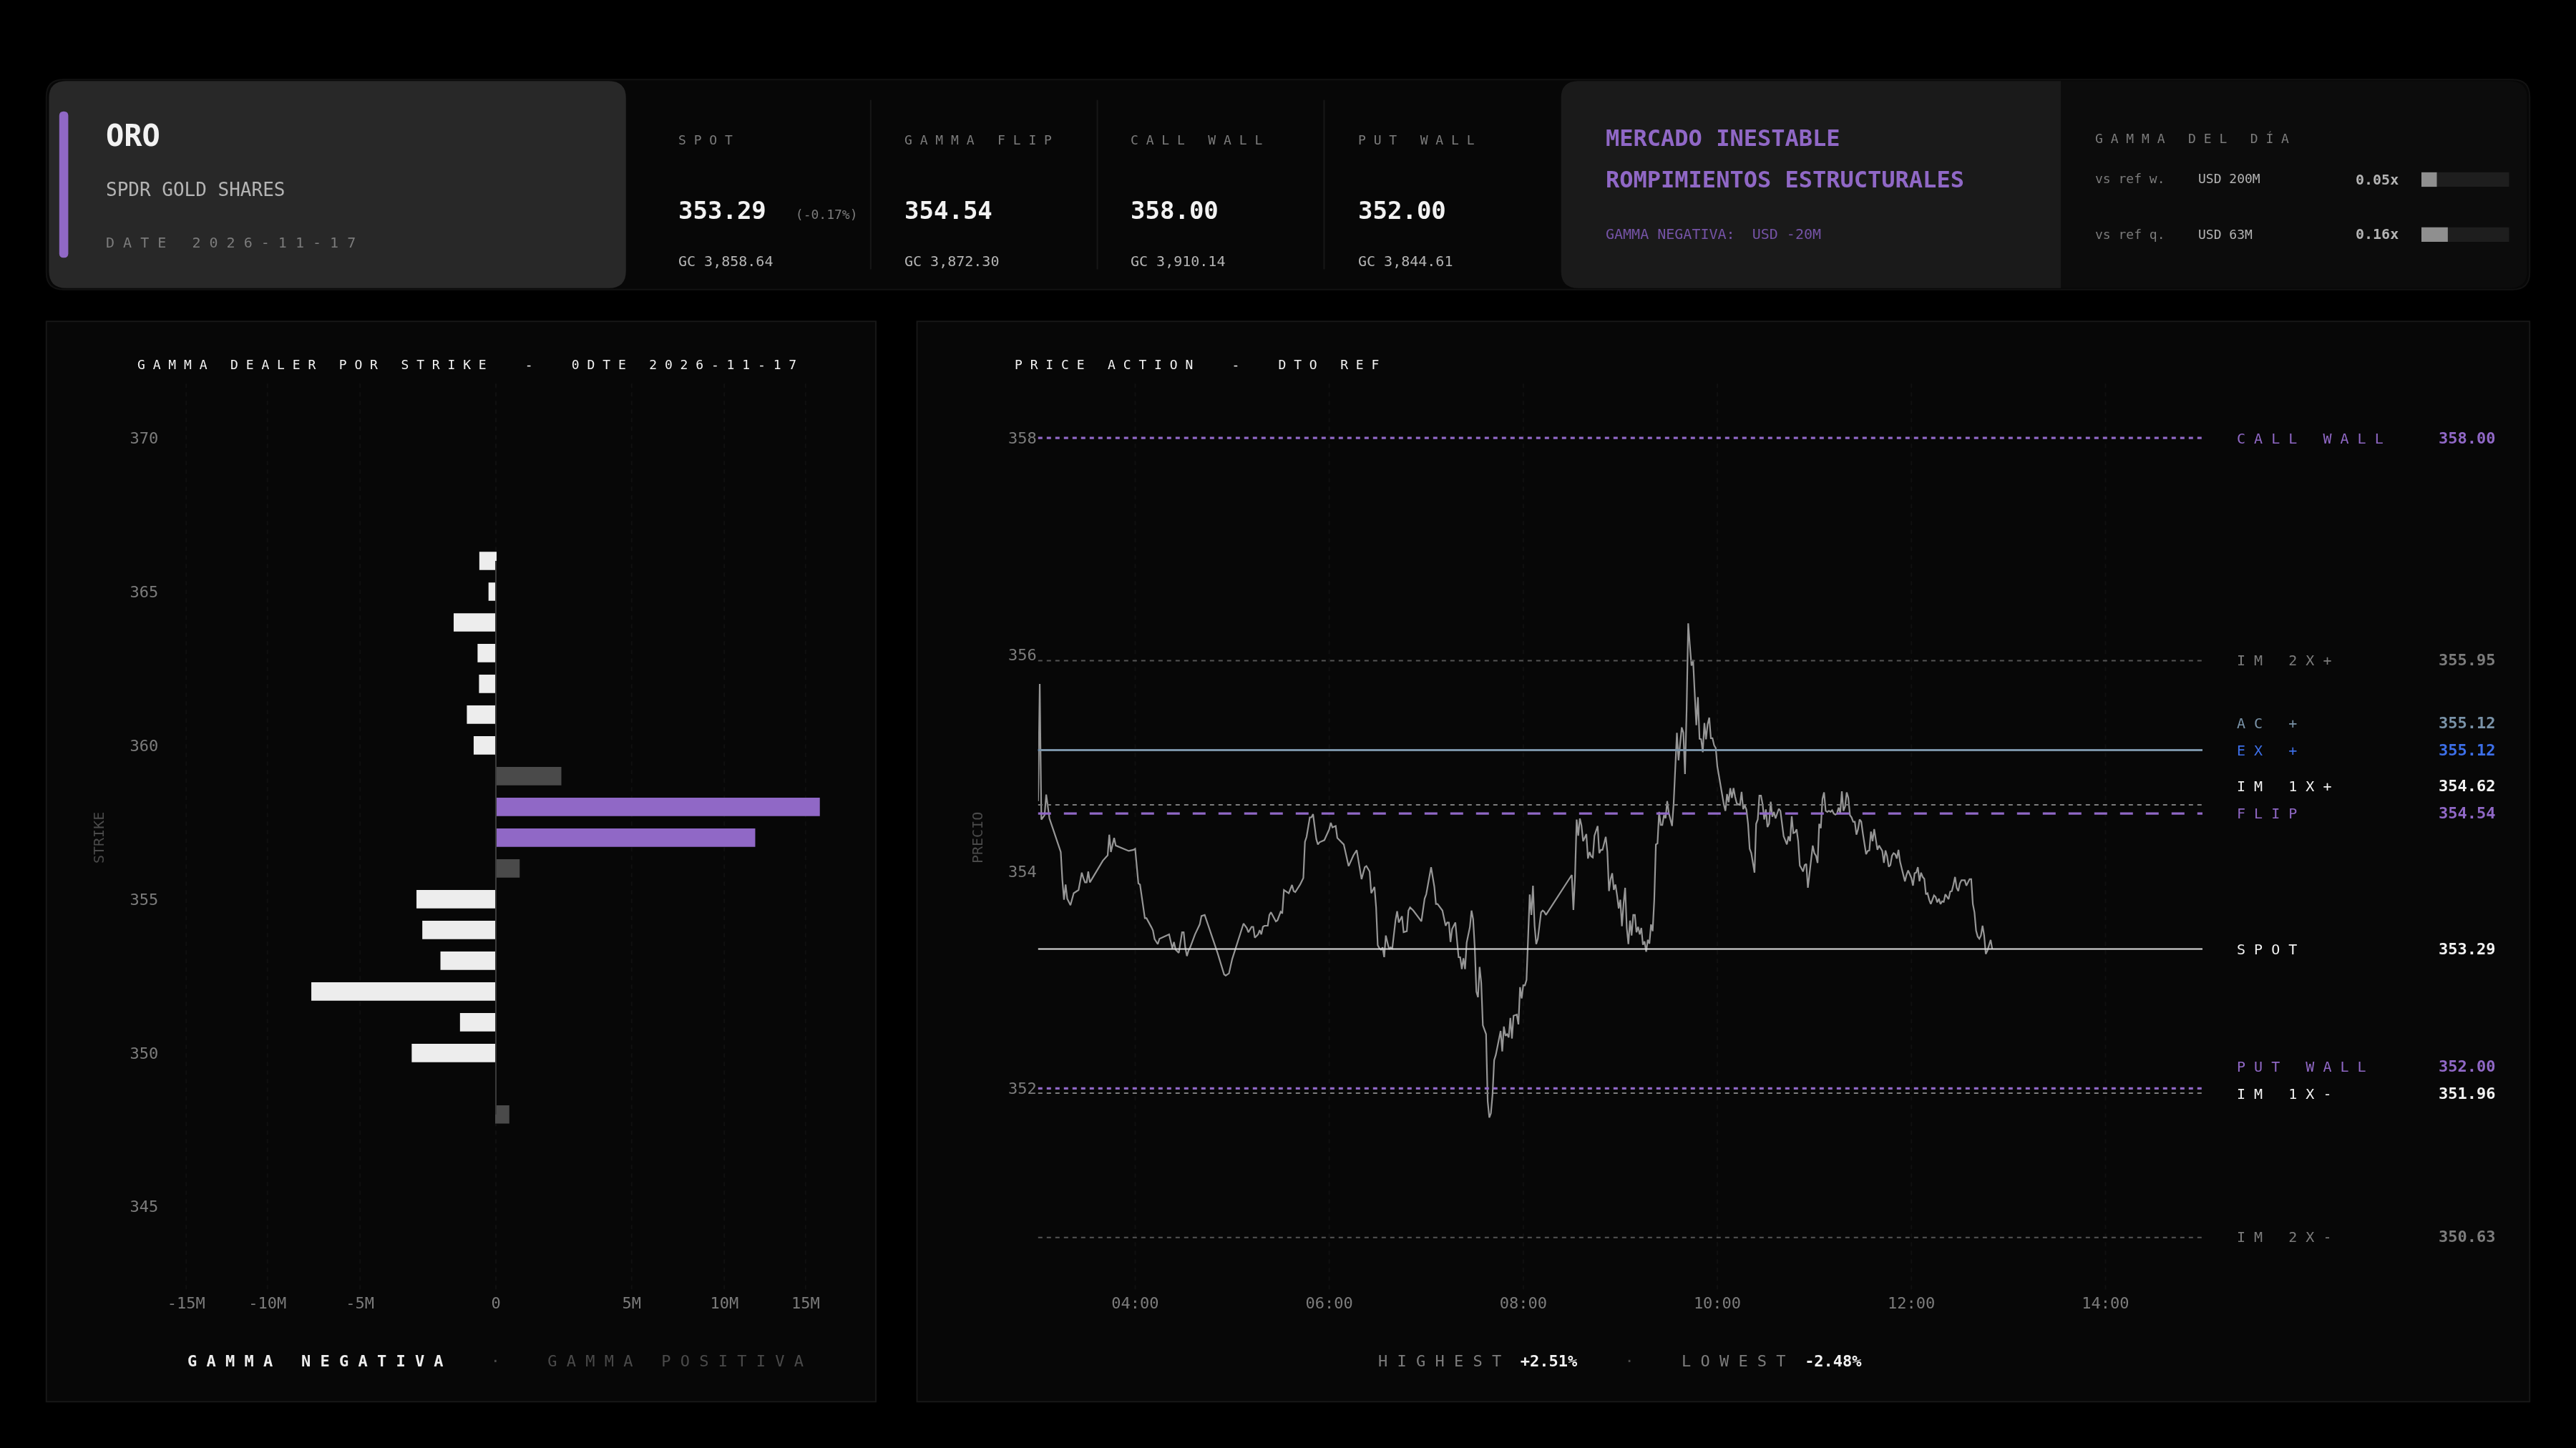 ORO
SPDR GOLD SHARES
DATE 2026-11-17
SPOT
353.29 (-0.17%)
GC 3,858.64
GAMMA FLIP
354.54
GC 3,872.30
CALL WALL
358.00
GC 3,910.14
PUT WALL
352.00
GC 3,844.61
MERCADO INESTABLE
ROMPIMIENTOS ESTRUCTURALES
GAMMA NEGATIVA: USD -20M
GAMMA DEL DÍA
vs ref w. USD 200M 0.05x
vs ref q. USD 63M 0.16x
GAMMA DEALER POR STRIKE - 0DTE 2026-11-17
370
365
360
355
350
345
STRIKE
-15M -10M -5M 0 5M 10M 15M
GAMMA NEGATIVA · GAMMA POSITIVA
PRICE ACTION - DTO REF
358
356
354
352
PRECIO
CALL WALL 358.00
IM 2X+ 355.95
AC + 355.12
EX + 355.12
IM 1X+ 354.62
FLIP 354.54
SPOT 353.29
PUT WALL 352.00
IM 1X- 351.96
IM 2X- 350.63
04:00 06:00 08:00 10:00 12:00 14:00
HIGHEST +2.51% · LOWEST -2.48%